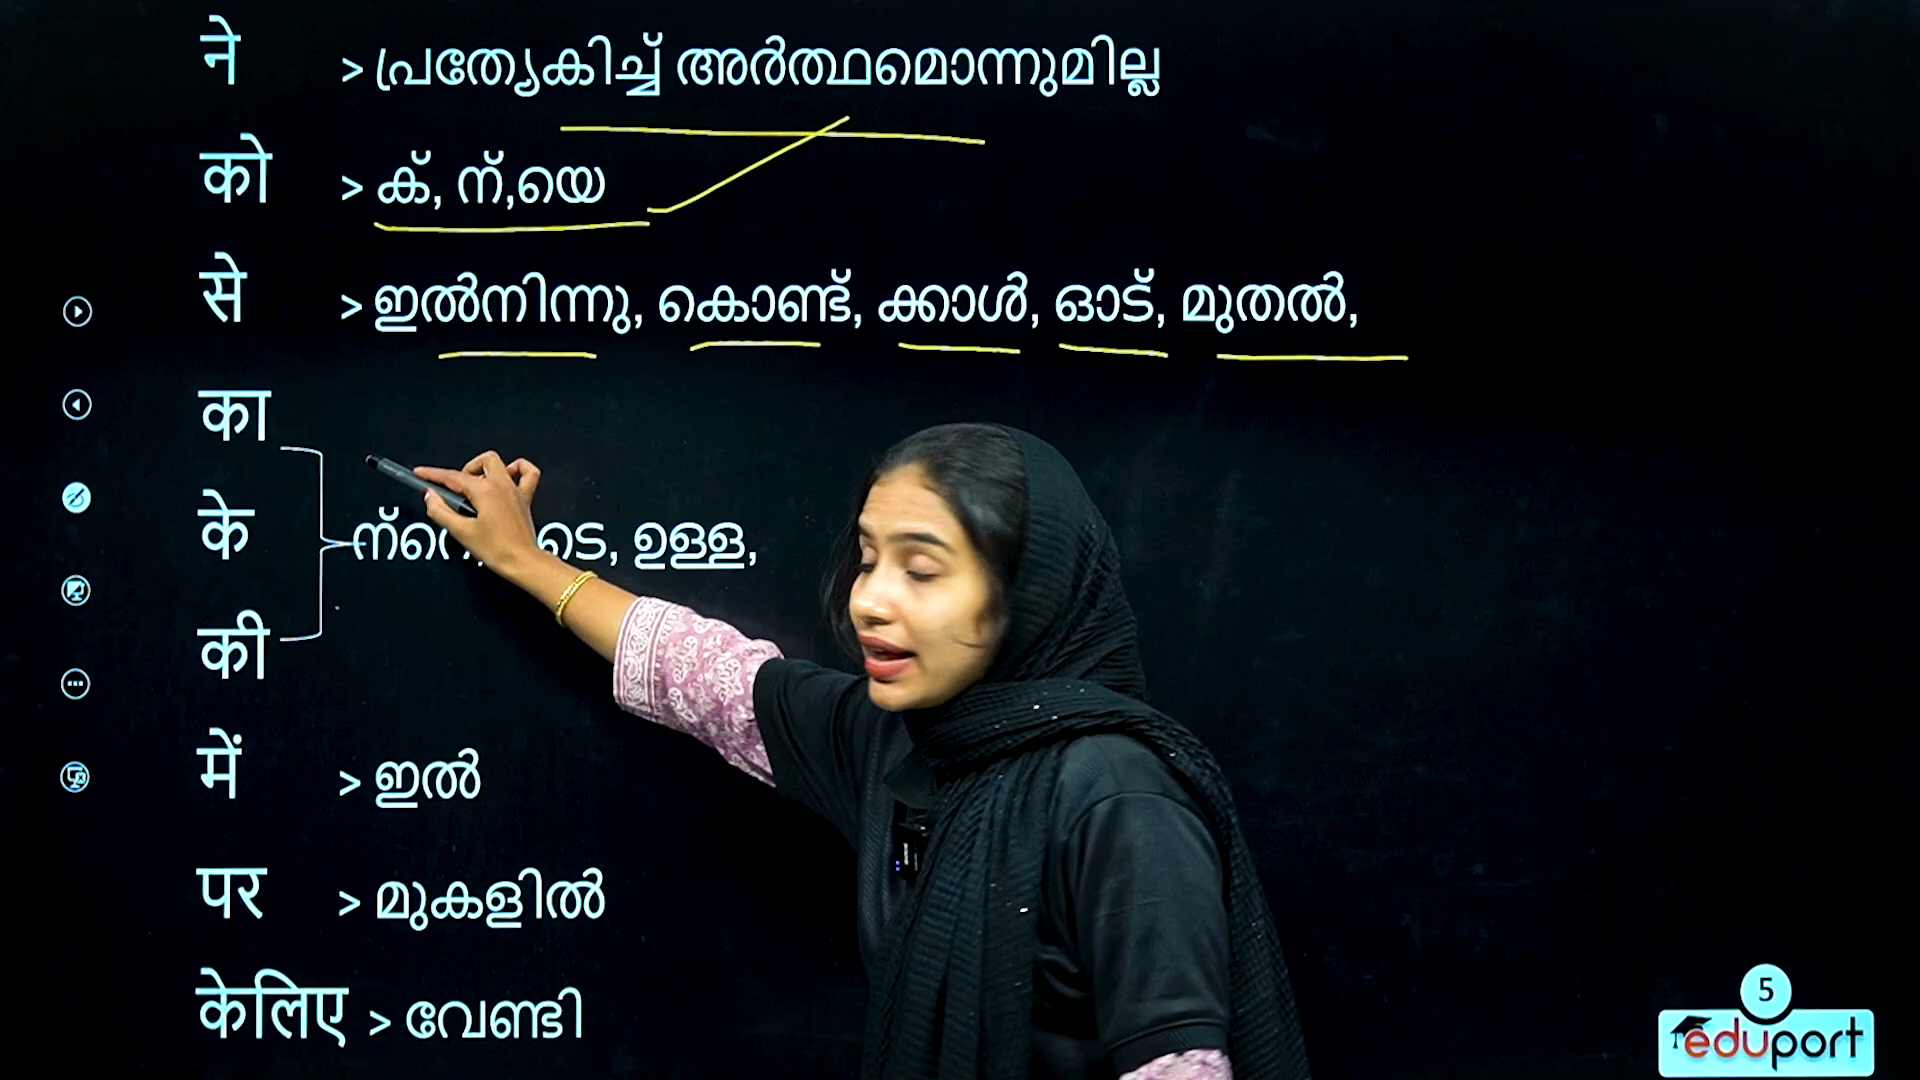 ने > പ്രത്യേകിച്ച് അർത്ഥമൊന്നുമില്ല
को > ക്, ന്,യെ
से > ഇൽനിന്നു, കൊണ്ട്, ക്കാൾ, ഓട്, മുതൽ,
का
के ഉള്ള,
की
में > ഇൽ
पर > മുകളിൽ
केलिए > വേണ്ടി
5
eduport